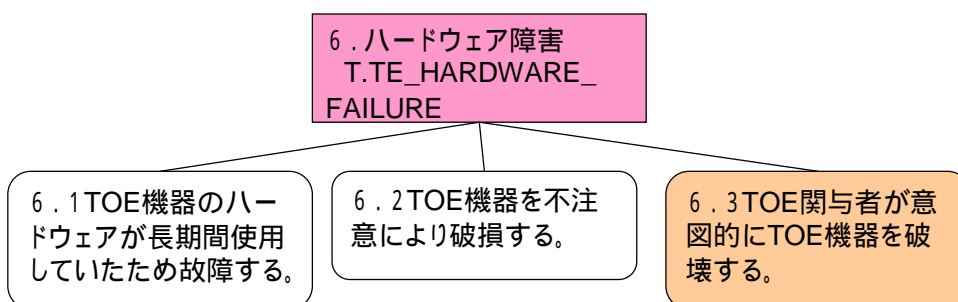 ６．ハードウェア障害
T.TE_HARDWARE_
FAILURE
６．１TOE機器のハー
ドウェアが長期間使用
していたため故障する。
６．２TOE機器を不注
意により破損する。
６．３TOE関与者が意
図的にTOE機器を破
壊する。